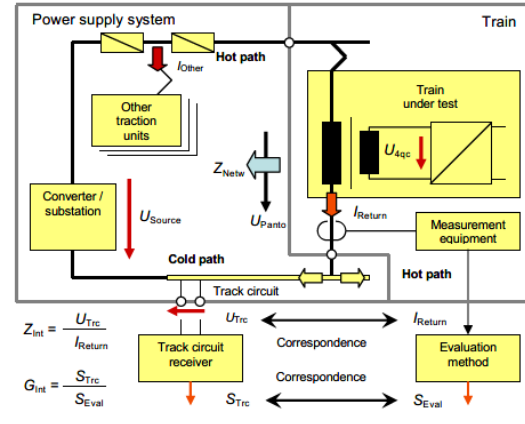 Power supply system
Train
Hot path
I_Other
Other
traction
units
Train
under test
U_4qc
Z_Netw
U_Panto
Converter /
substation
U_Source
I_Return
Measurement
equipment
Cold path
Hot path
Track circuit
Z_Int = U_Trc / I_Return
U_Trc
Correspondence
I_Return
Track circuit
receiver
Evaluation
method
Correspondence
G_Int = S_Trc / S_Eval
S_Trc
S_Eval